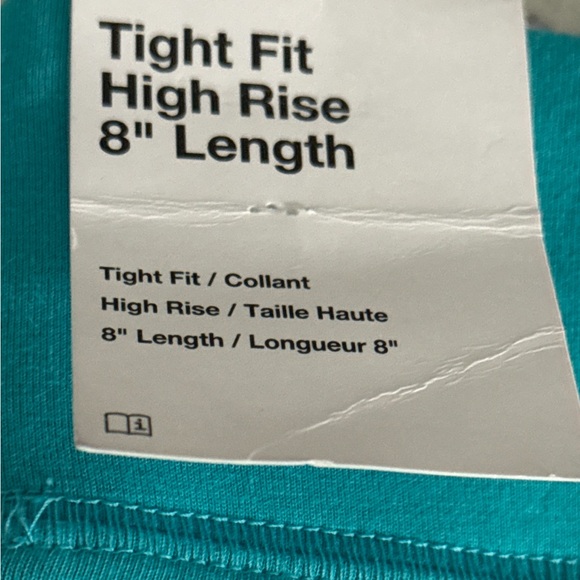 Tight Fit
High Rise
8" Length
Tight Fit / Collant
High Rise / Taille Haute
8" Length / Longueur 8"
i